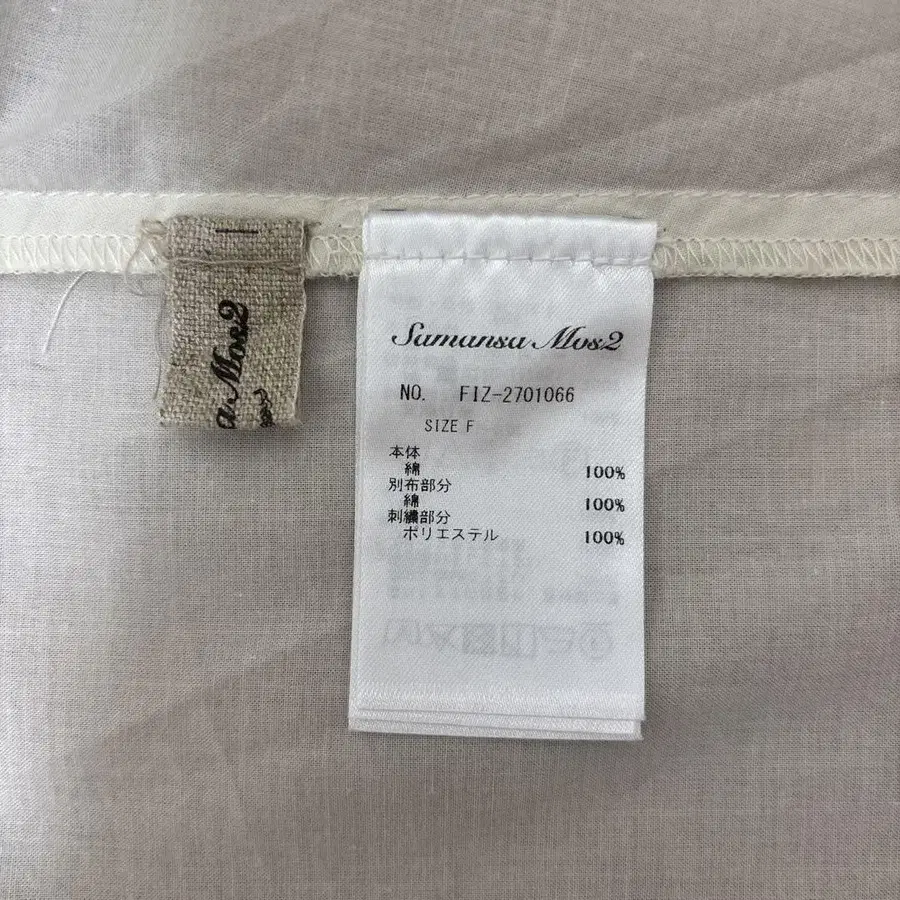 a Mos2
Samansa Mos2
NO. FIZ-2701066
SIZE F
本体
綿 100%
別布部分
綿 100%
刺繍部分
ポリエステル 100%